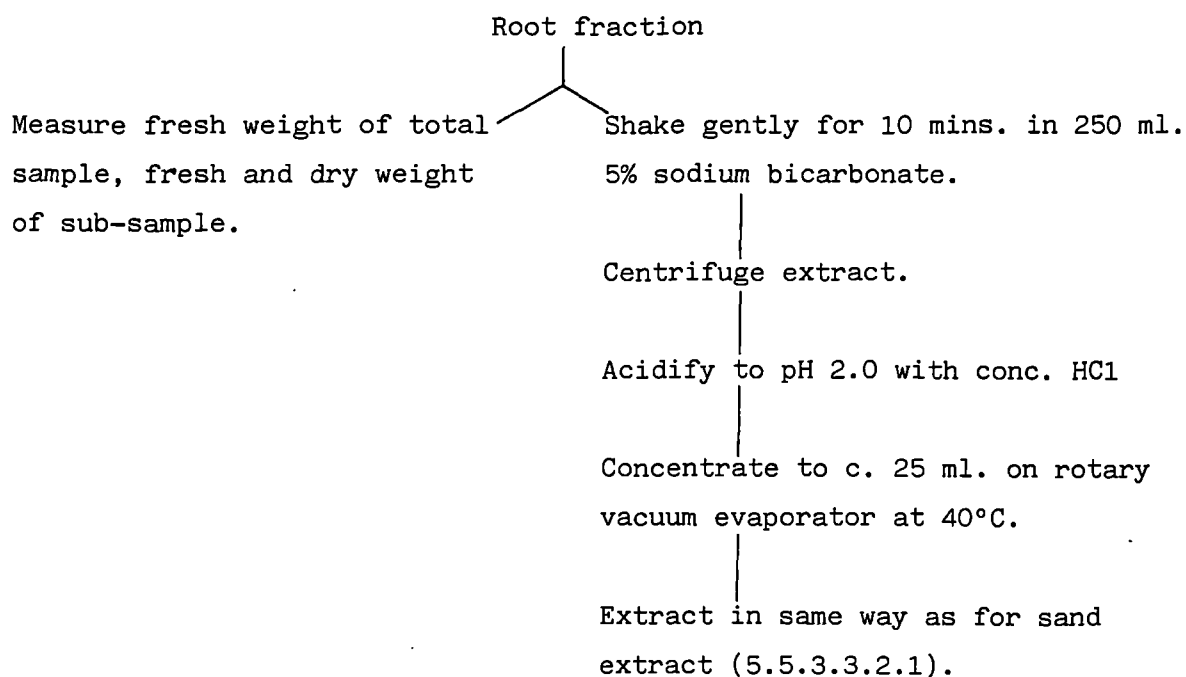 Root fraction
Measure fresh weight of total
sample, fresh and dry weight
of sub-sample.
Shake gently for 10 mins. in 250 ml.
5% sodium bicarbonate.
Centrifuge extract.
Acidify to pH 2.0 with conc. HCl
Concentrate to c. 25 ml. on rotary
vacuum evaporator at 40°C.
Extract in same way as for sand
extract (5.5.3.3.2.1).